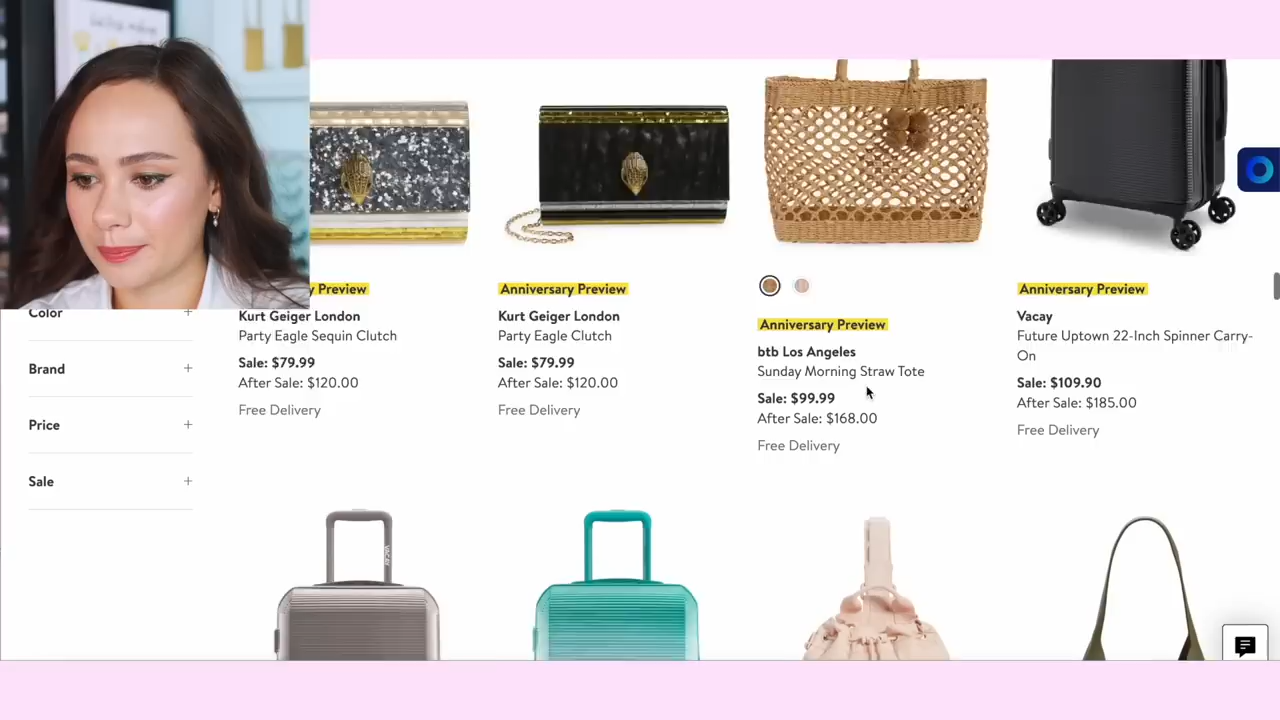 y Preview
Kurt Geiger London
Party Eagle Sequin Clutch
Sale: $79.99
After Sale: $120.00
Free Delivery
Anniversary Preview
Kurt Geiger London
Party Eagle Clutch
Sale: $79.99
After Sale: $120.00
Free Delivery
Anniversary Preview
btb Los Angeles
Sunday Morning Straw Tote
Sale: $99.99
After Sale: $168.00
Free Delivery
Anniversary Preview
Vacay
Future Uptown 22-Inch Spinner Carry-
On
Sale: $109.90
After Sale: $185.00
Free Delivery
Color
Brand
Price
Sale